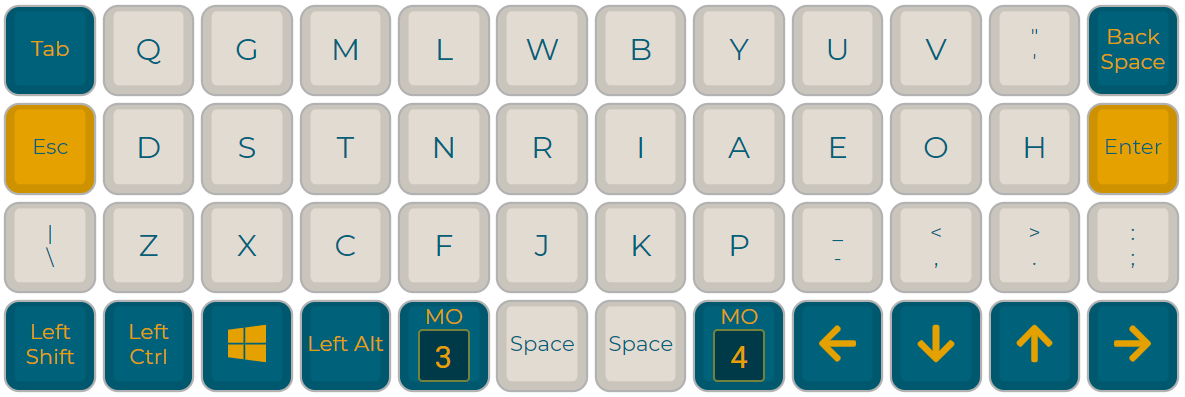 Tab Q G M L W B Y U V " ' Back Space
Esc D S T N R I A E O H Enter
| \ Z X C F J K P _ - < , > . : ;
Left Shift Left Ctrl Left Alt MO 3 Space Space MO 4